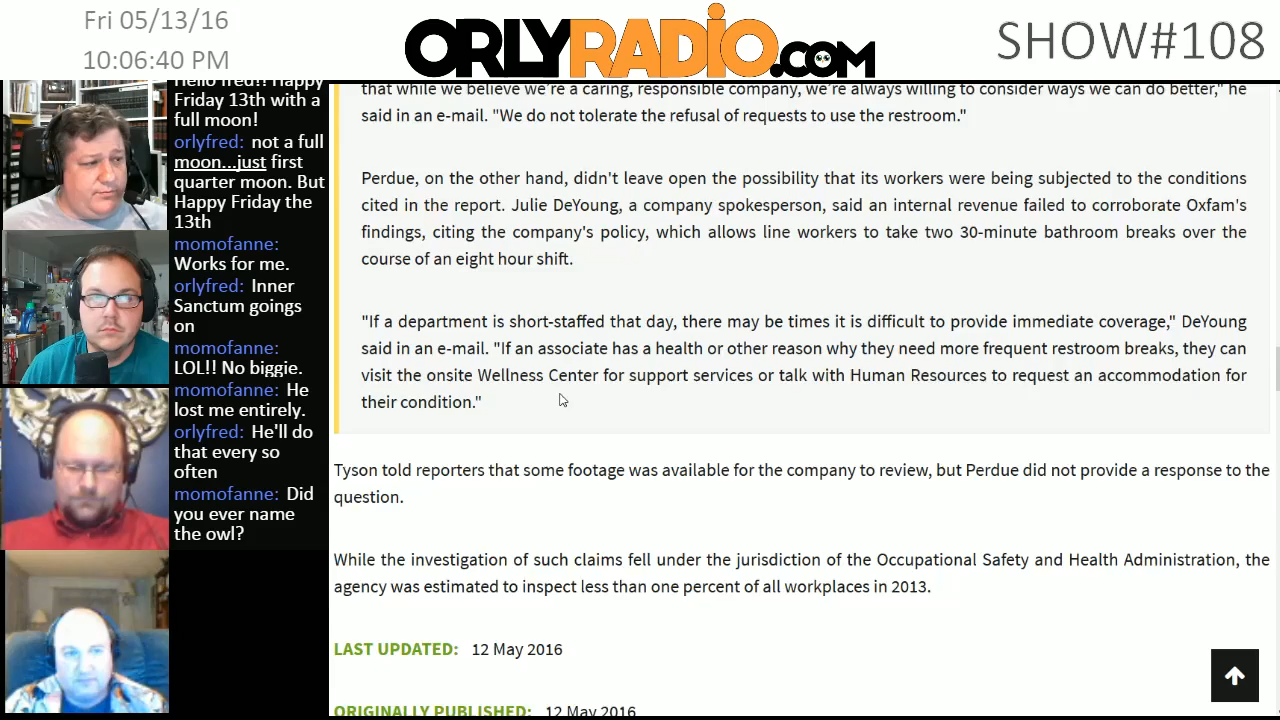 Fri 05/13/16
10:06:40 PM
ORLYRADiO.COM
SHOW#108
Hello fred!! Happy
Friday 13th with a
full moon!
orlyfred: not a full
moon...just first
quarter moon. But
Happy Friday the
13th
momofanne:
Works for me.
orlyfred: Inner
Sanctum goings
on
momofanne:
LOL!! No biggie.
momofanne: He
lost me entirely.
orlyfred: He'll do
that every so
often
momofanne: Did
you ever name
the owl?
that while we believe we're a caring, responsible company, we're always willing to consider ways we can do better," he
said in an e-mail. "We do not tolerate the refusal of requests to use the restroom."
Perdue, on the other hand, didn't leave open the possibility that its workers were being subjected to the conditions
cited in the report. Julie DeYoung, a company spokesperson, said an internal revenue failed to corroborate Oxfam's
findings, citing the company's policy, which allows line workers to take two 30-minute bathroom breaks over the
course of an eight hour shift.
"If a department is short-staffed that day, there may be times it is difficult to provide immediate coverage," DeYoung
said in an e-mail. "If an associate has a health or other reason why they need more frequent restroom breaks, they can
visit the onsite Wellness Center for support services or talk with Human Resources to request an accommodation for
their condition."
Tyson told reporters that some footage was available for the company to review, but Perdue did not provide a response to the
question.
While the investigation of such claims fell under the jurisdiction of the Occupational Safety and Health Administration, the
agency was estimated to inspect less than one percent of all workplaces in 2013.
LAST UPDATED: 12 May 2016
ORIGINALLY PUBLISHED: 12 May 2016